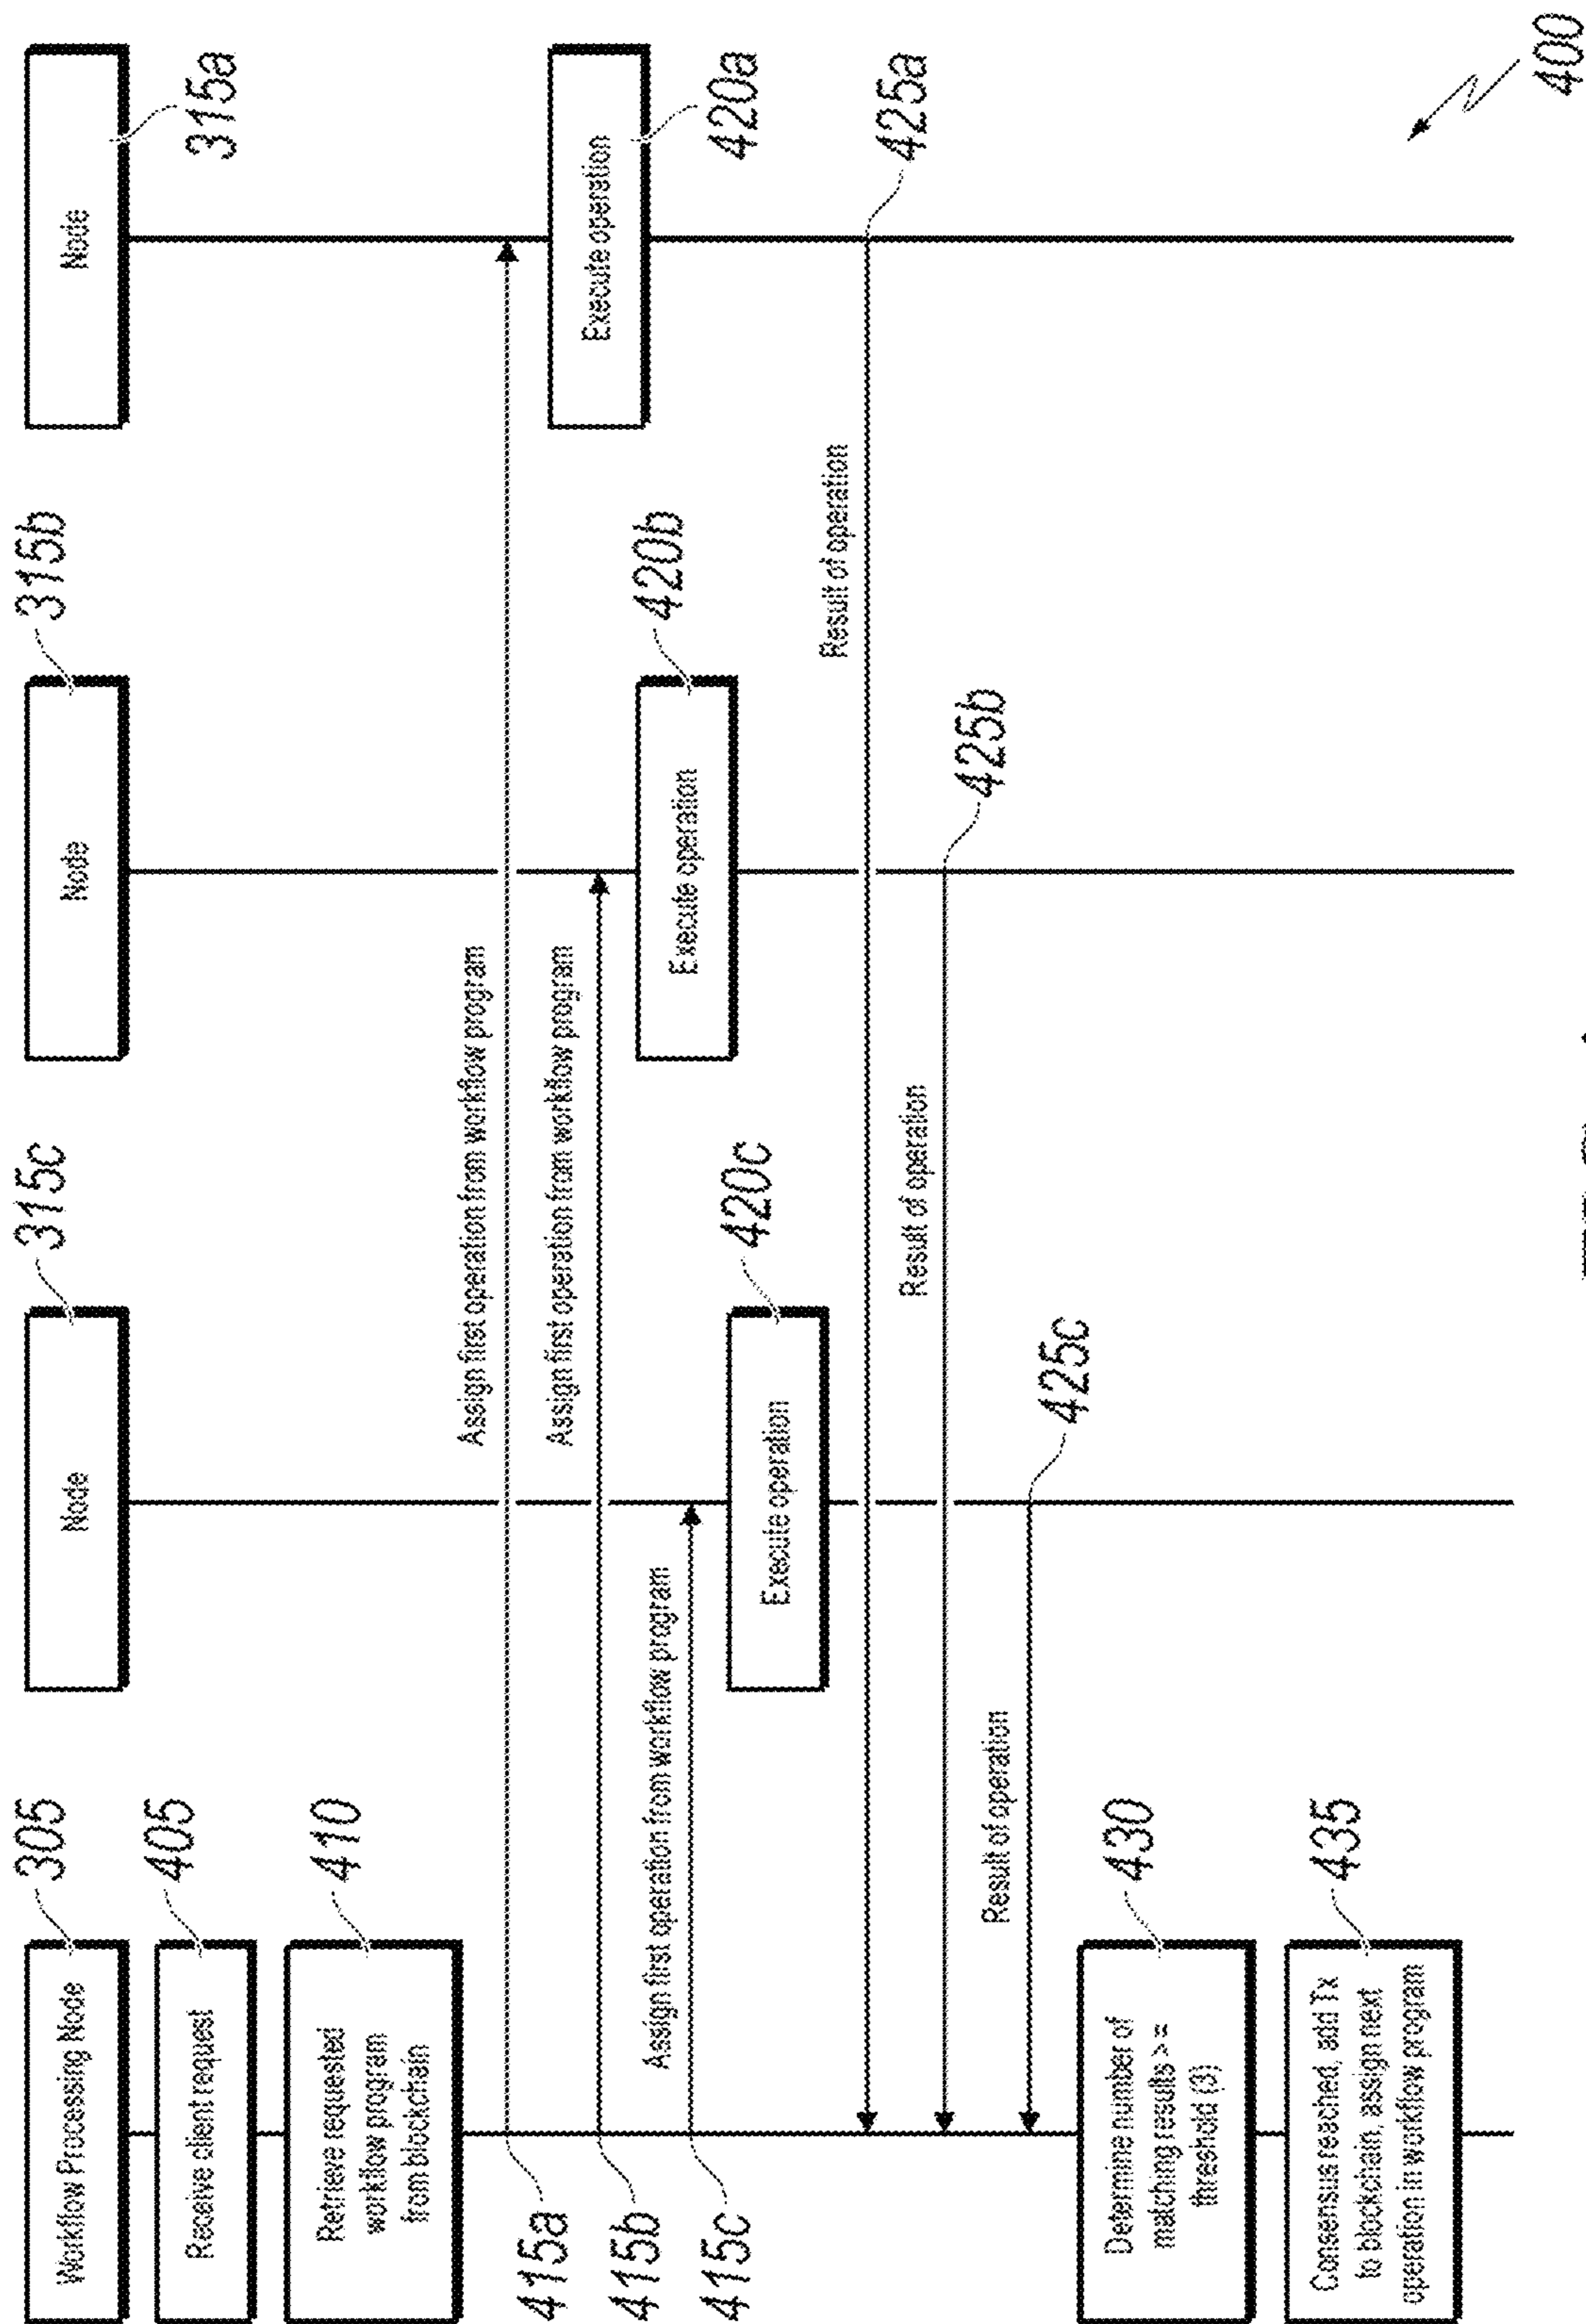 Workflow Processing Node
305
Node
315c
Node
315b
Node
315a
Receive client request
405
Retrieve requested
workflow program
from blockchain
410
Assign first operation from workflow program
415a
Assign first operation from workflow program
415b
Assign first operation from workflow program
415c
Execute operation
420a
Execute operation
420b
Execute operation
420c
Result of operation
425a
Result of operation
425b
Result of operation
425c
Determine number of
matching results > =
threshold (3)
430
Consensus reached, add Tx
to blockchain, assign next
operation in workflow program
435
400